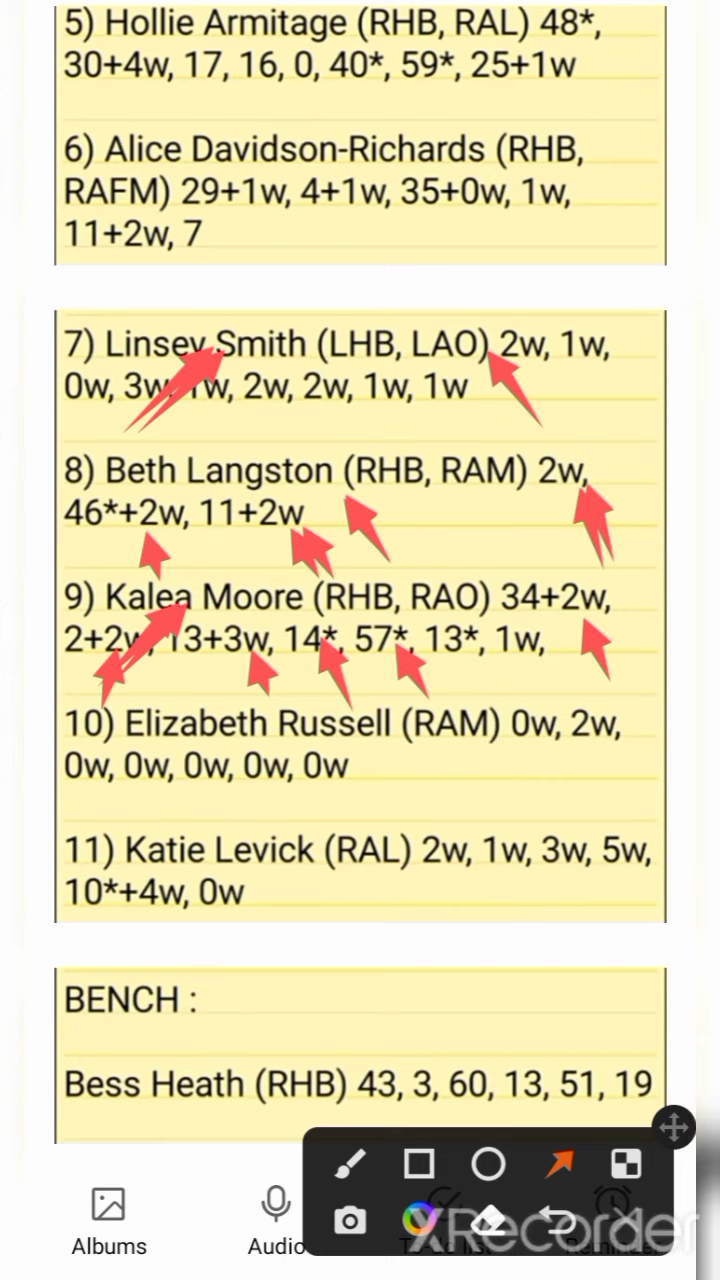 5) Hollie Armitage (RHB, RAL) 48*,
30+4w, 17, 16, 0, 40*, 59*, 25+1w
6) Alice Davidson-Richards (RHB,
RAFM) 29+1w, 4+1w, 35+0w, 1w,
11+2w, 7
7) Linsey Smith (LHB, LAO) 2w, 1w,
0w, 3w, 1w, 2w, 2w, 1w, 1w
8) Beth Langston (RHB, RAM) 2w,
46*+2w, 11+2w
9) Kalea Moore (RHB, RAO) 34+2w,
2+2w, 13+3w, 14*, 57*, 13*, 1w,
10) Elizabeth Russell (RAM) 0w, 2w,
0w, 0w, 0w, 0w, 0w
11) Katie Levick (RAL) 2w, 1w, 3w, 5w,
10*+4w, 0w
BENCH :
Bess Heath (RHB) 43, 3, 60, 13, 51, 19
Albums
Audio
To-do list
Reminder
XRecorder